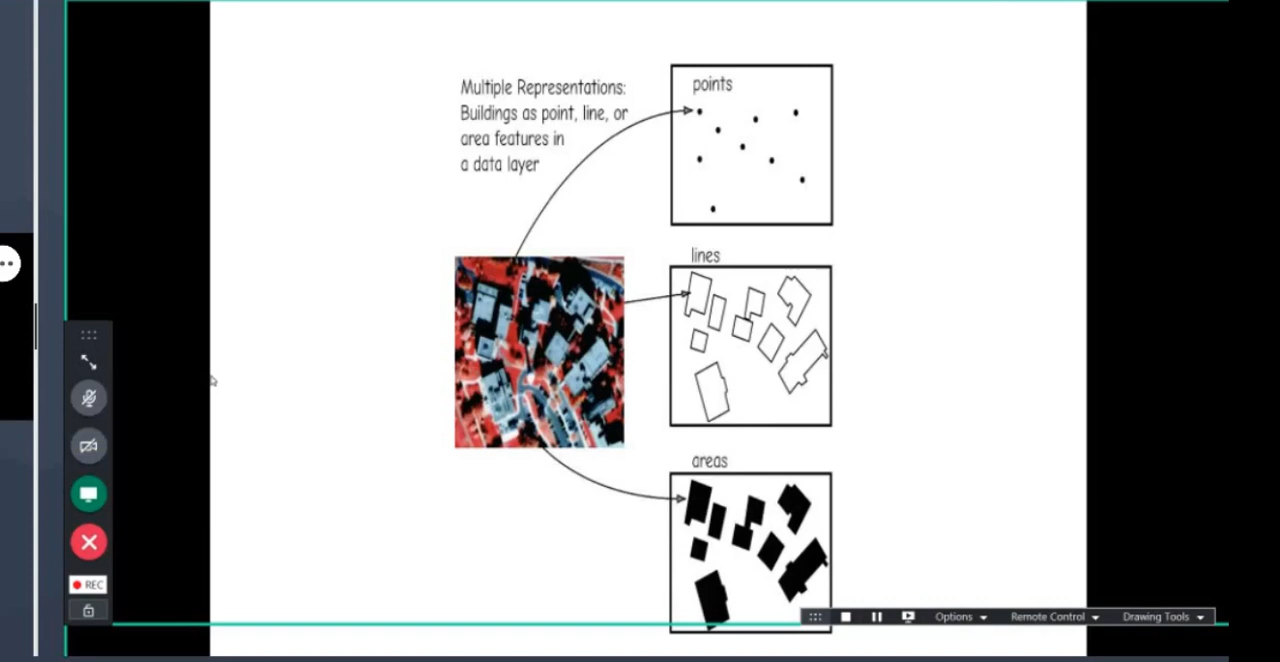 Multiple Representations:
Buildings as point, line, or
area features in
a data layer
points
lines
areas
REC
Options
Remote Control
Drawing Tools